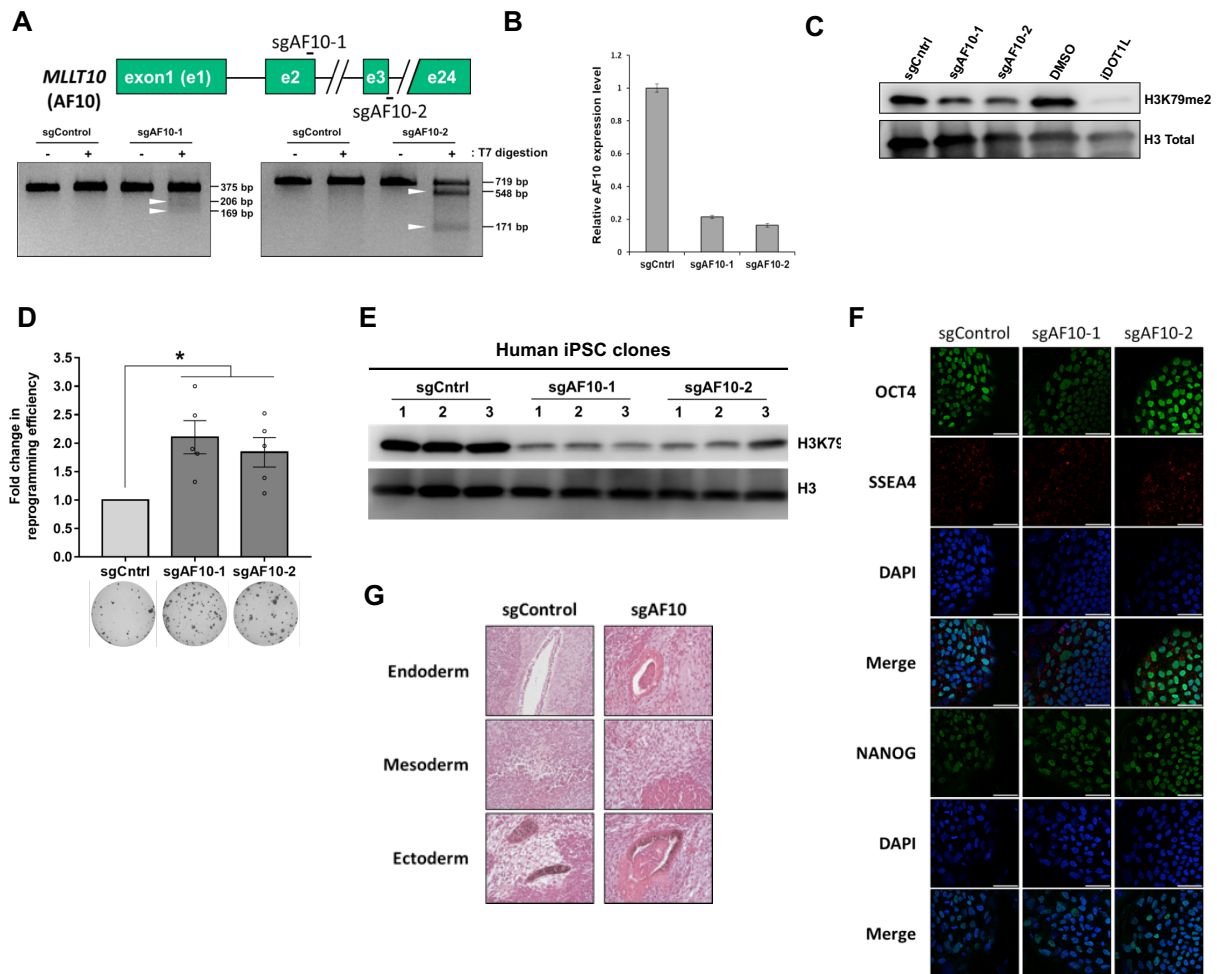 A
sgAF10-1
MLLT10
(AF10)
exon1 (e1)
e2
e3
e24
sgAF10-2
sgControl
sgAF10-1
sgControl
sgAF10-2
-
+
-
+
-
+
-
+
: T7 digestion
375 bp
206 bp
169 bp
719 bp
548 bp
171 bp
B
Relative AF10 expression level
1.2
1
0.8
0.6
0.4
0.2
0
sgCntrl
sgAF10-1
sgAF10-2
C
sgCntrl
sgAF10-1
sgAF10-2
DMSO
iDOT1L
H3K79me2
H3 Total
D
Fold change in
reprogramming efficiency
3.5
3.0
2.5
2.0
1.5
1.0
0.5
0.0
*
sgCntrl
sgAF10-1
sgAF10-2
E
Human iPSC clones
sgCntrl
sgAF10-1
sgAF10-2
1 2 3
1 2 3
1 2 3
H3K79
H3
F
sgControl
sgAF10-1
sgAF10-2
OCT4
SSEA4
DAPI
Merge
NANOG
DAPI
Merge
G
sgControl
sgAF10
Endoderm
Mesoderm
Ectoderm